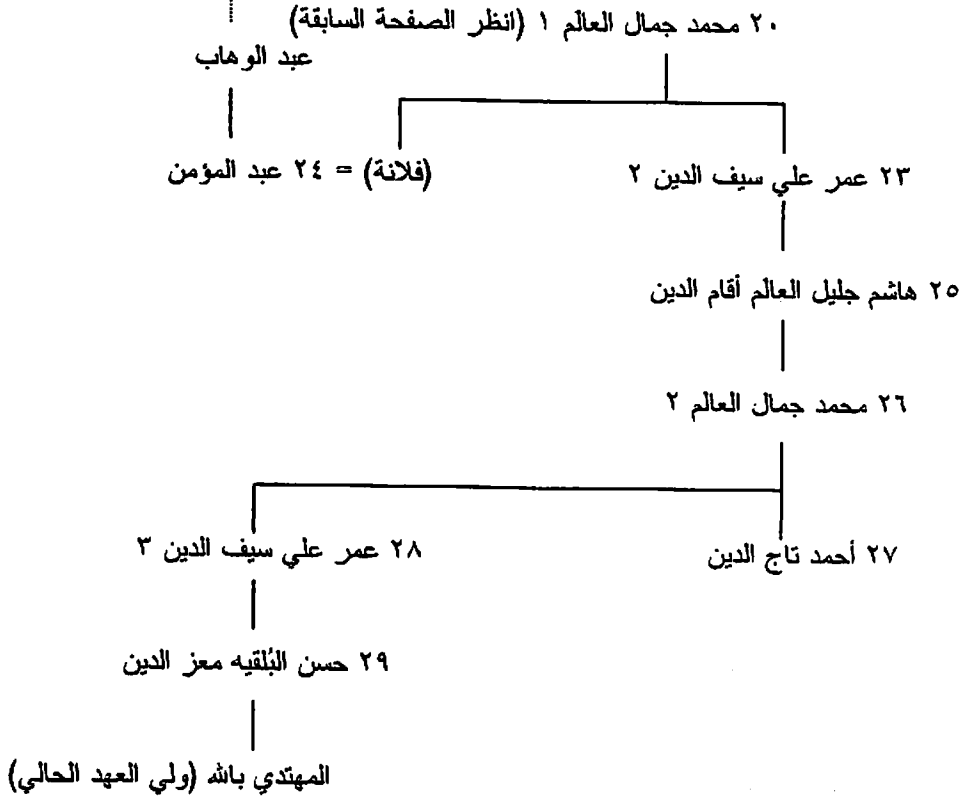 ٢٠ محمد جمال العالم ١ (انظر الصفحة السابقة)
عبد الوهاب
٢٣ عمر علي سيف الدين ٢
(فلانة) = ٢٤ عبد المؤمن
٢٥ هاشم جليل العالم أقام الدين
٢٦ محمد جمال العالم ٢
٢٧ أحمد تاج الدين
٢٨ عمر علي سيف الدين ٣
٢٩ حسن البُلقيه معز الدين
المهتدي بالله (ولي العهد الحالي)